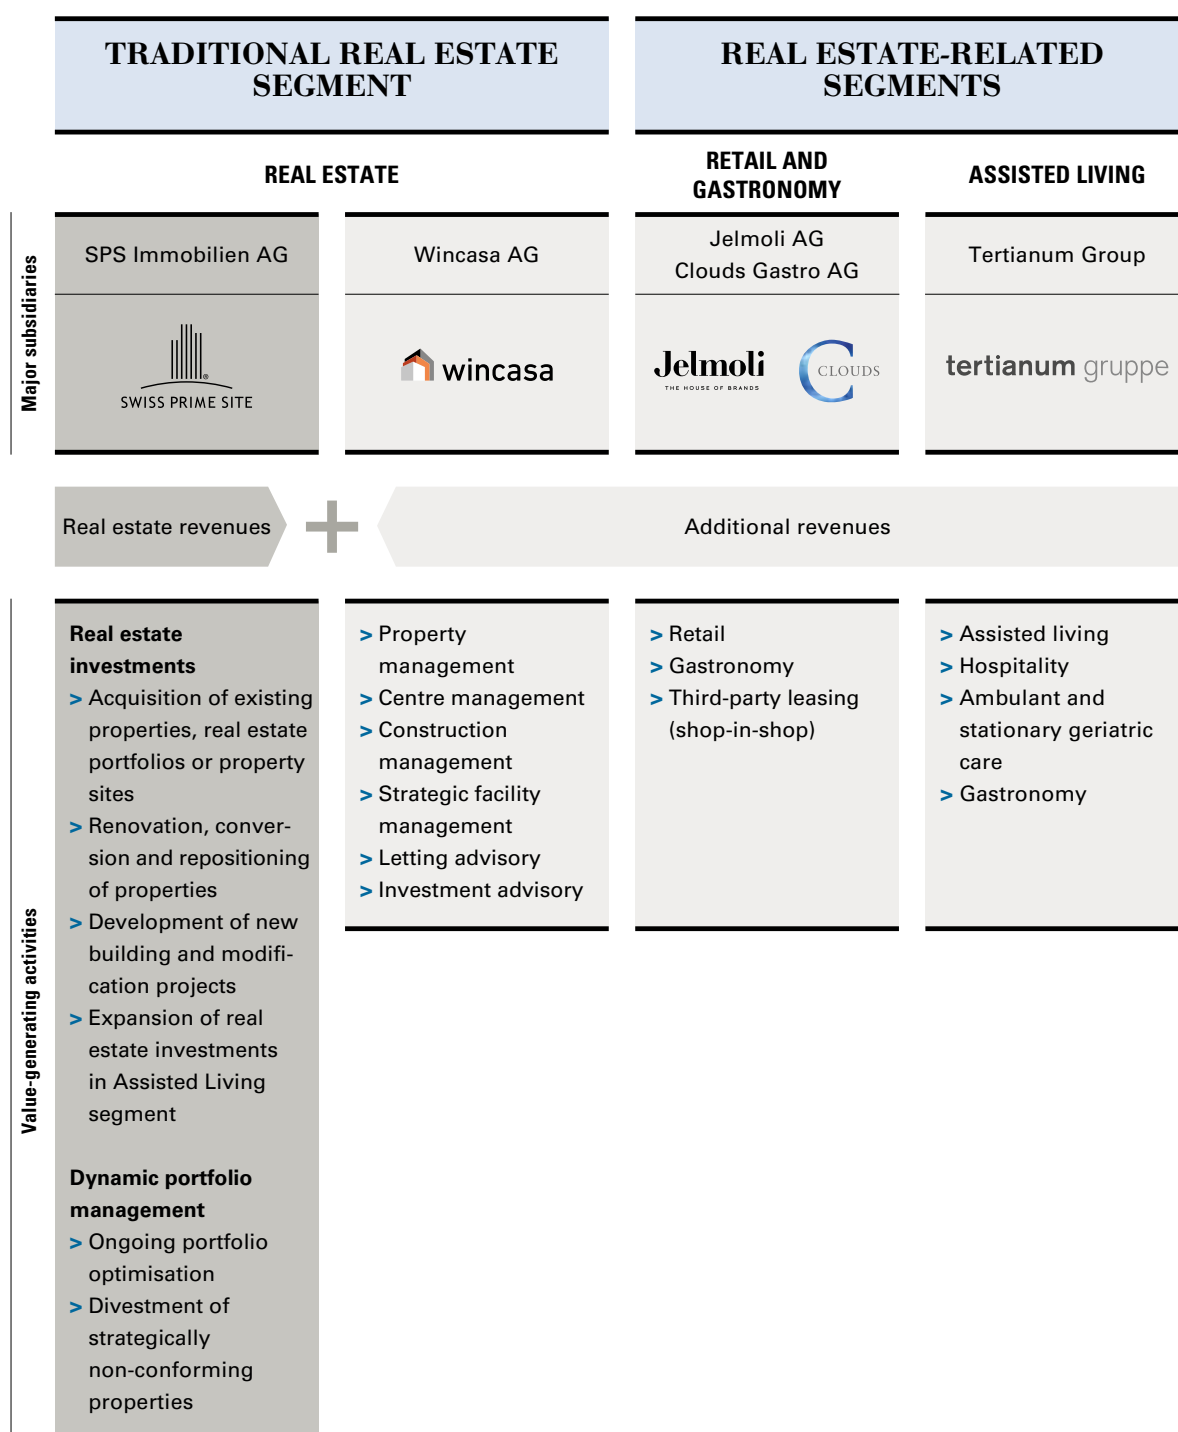 TRADITIONAL REAL ESTATE
SEGMENT
REAL ESTATE-RELATED
SEGMENTS
REAL ESTATE
RETAIL AND
GASTRONOMY
ASSISTED LIVING
Major subsidiaries
SPS Immobilien AG
Wincasa AG
Jelmoli AG
Clouds Gastro AG
Tertianum Group
®
SWISS PRIME SITE
wincasa
Jelmoli
THE HOUSE OF BRANDS
C
CLOUDS
tertianum gruppe
Real estate revenues
+
Additional revenues
Value-generating activities
Real estate
investments
> Acquisition of existing
properties, real estate
portfolios or property
sites
> Renovation, conver-
sion and repositioning
of properties
> Development of new
building and modifi-
cation projects
> Expansion of real
estate investments
in Assisted Living
segment
Dynamic portfolio
management
> Ongoing portfolio
optimisation
> Divestment of
strategically
non-conforming
properties
> Property
management
> Centre management
> Construction
management
> Strategic facility
management
> Letting advisory
> Investment advisory
> Retail
> Gastronomy
> Third-party leasing
(shop-in-shop)
> Assisted living
> Hospitality
> Ambulant and
stationary geriatric
care
> Gastronomy